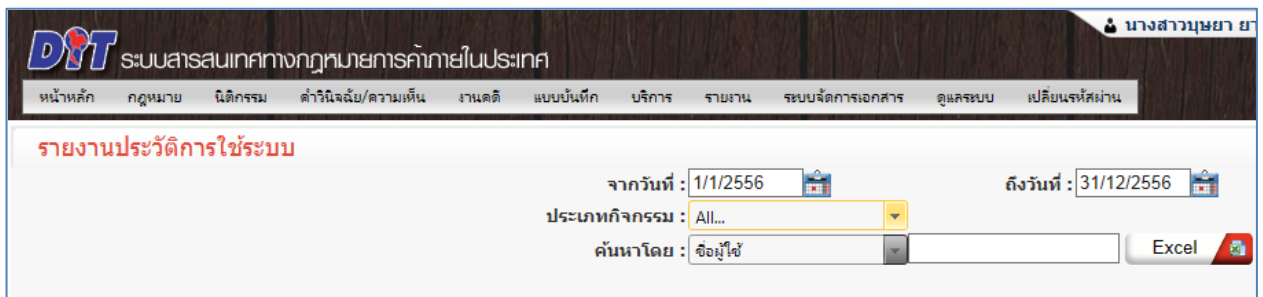 นางสาวบุษยา
DIT ระบบสารสนเทศทางกฎหมายการค้าภายในประเทศ
หน้าหลัก กฎหมาย นิติกรรม คำวินิจฉัย/ความเห็น งานคดี แบบบันทึก บริการ รายงาน ระบบจัดการเอกสาร ดูแลระบบ เปลี่ยนรหัสผ่าน
รายงานประวัติการใช้ระบบ
จากวันที่ : 1/1/2556 ถึงวันที่ : 31/12/2556
ประเภทกิจกรรม : All...
ค้นหาโดย : ชื่อผู้ใช้ Excel